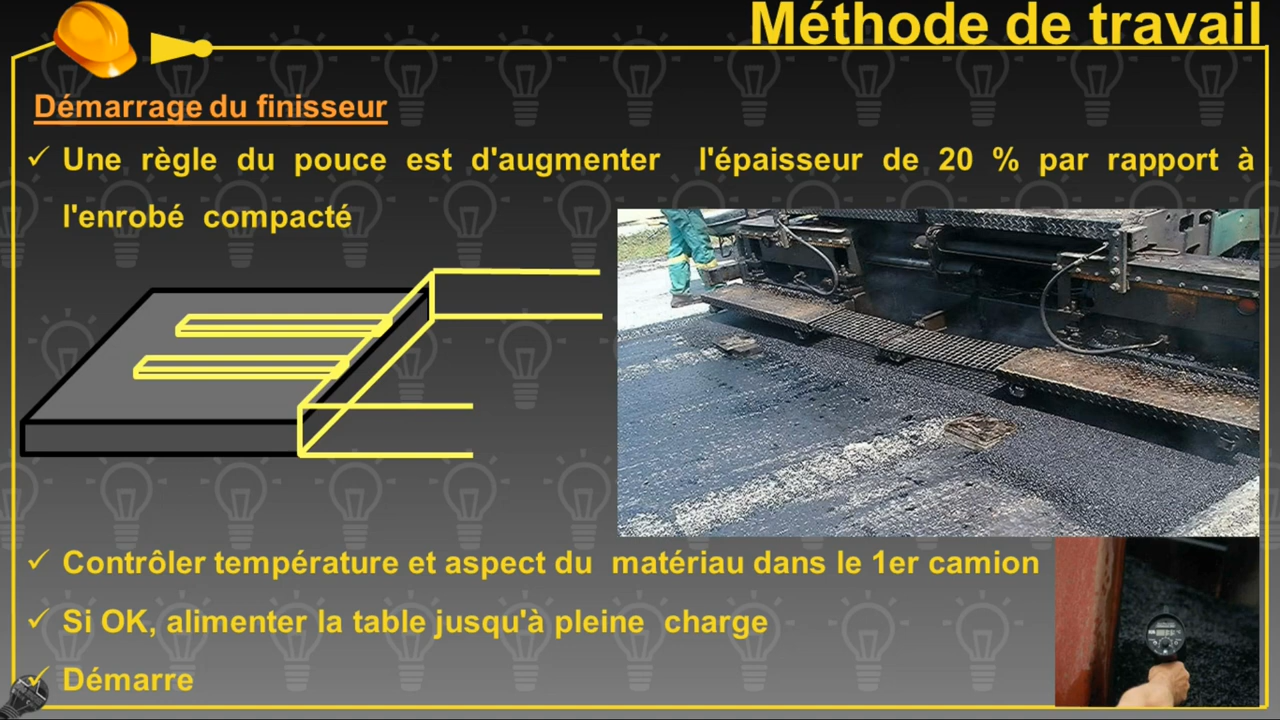 Méthode de travail
Démarrage du finisseur
✓ Une règle du pouce est d'augmenter l'épaisseur de 20 % par rapport à
l'enrobé compacté
✓ Contrôler température et aspect du matériau dans le 1er camion
✓ Si OK, alimenter la table jusqu'à pleine charge
✓ Démarre